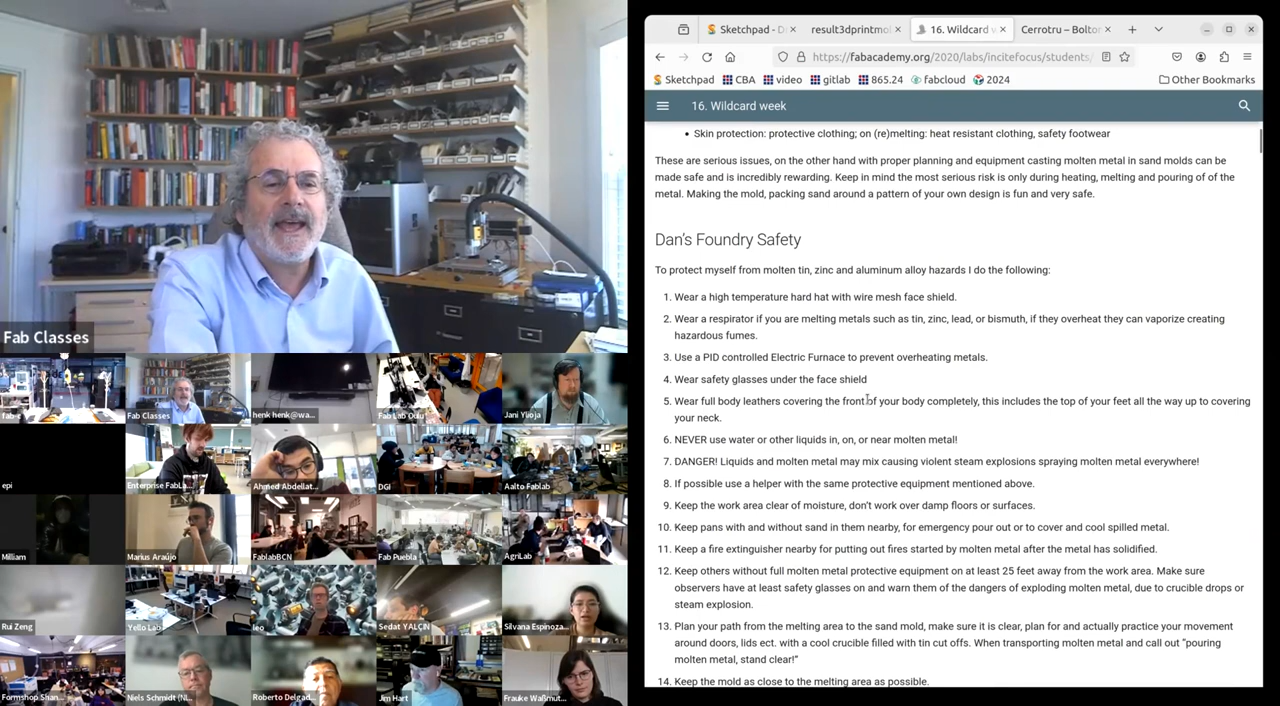 Fab Classes
Fab Classes
henk henk@wa...
Fab Lab Oulu
Jani Ylioja
epi
Enterprise FabLa...
Ahmed Abdellat...
DGI
Aalto Fablab
Milliam
Marius Araújo
FablabBCN
Fab Puebla
AgriLab
Rui Zeng
Yello Lab
leo
Sedat YALÇIN
Silvana Espinoza...
Formshop Shan...
Niels Schmidt (NI...
Roberto Delgad...
Jim Hart
Frauke Waßmut...
Sketchpad - D
result3dprintmol
16. Wildcard w
Cerrotru – Bolton
https://fabacademy.org/2020/labs/incitefocus/students/
Sketchpad CBA video gitlab 865.24 fabcloud 2024 Other Bookmarks
16. Wildcard week
• Skin protection: protective clothing; on (re)melting: heat resistant clothing, safety footwear
These are serious issues, on the other hand with proper planning and equipment casting molten metal in sand molds can be
made safe and is incredibly rewarding. Keep in mind the most serious risk is only during heating, melting and pouring of of the
metal. Making the mold, packing sand around a pattern of your own design is fun and very safe.
Dan's Foundry Safety
To protect myself from molten tin, zinc and aluminum alloy hazards I do the following:
1. Wear a high temperature hard hat with wire mesh face shield.
2. Wear a respirator if you are melting metals such as tin, zinc, lead, or bismuth, if they overheat they can vaporize creating
hazardous fumes.
3. Use a PID controlled Electric Furnace to prevent overheating metals.
4. Wear safety glasses under the face shield
5. Wear full body leathers covering the front of your body completely, this includes the top of your feet all the way up to covering
your neck.
6. NEVER use water or other liquids in, on, or near molten metal!
7. DANGER! Liquids and molten metal may mix causing violent steam explosions spraying molten metal everywhere!
8. If possible use a helper with the same protective equipment mentioned above.
9. Keep the work area clear of moisture, don't work over damp floors or surfaces.
10. Keep pans with and without sand in them nearby, for emergency pour out or to cover and cool spilled metal.
11. Keep a fire extinguisher nearby for putting out fires started by molten metal after the metal has solidified.
12. Keep others without full molten metal protective equipment on at least 25 feet away from the work area. Make sure
observers have at least safety glasses on and warn them of the dangers of exploding molten metal, due to crucible drops or
steam explosion.
13. Plan your path from the melting area to the sand mold, make sure it is clear, plan for and actually practice your movement
around doors, lids ect. with a cool crucible filled with tin cut offs. When transporting molten metal and call out "pouring
molten metal, stand clear!"
14. Keep the mold as close to the melting area as possible.